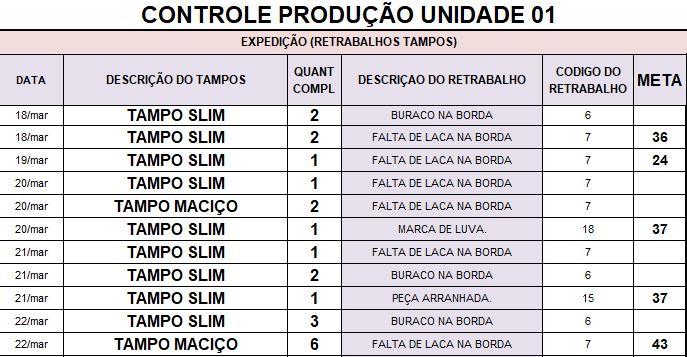 CONTROLE PRODUÇÃO UNIDADE 01
EXPEDIÇÃO (RETRABALHOS TAMPOS)
DATA DESCRIÇÃO DO TAMPOS QUANT COMPL DESCRIÇAO DO RETRABALHO CODIGO DO RETRABALHO META
18/mar TAMPO SLIM 2 BURACO NA BORDA 6
18/mar TAMPO SLIM 2 FALTA DE LACA NA BORDA 7 36
19/mar TAMPO SLIM 1 FALTA DE LACA NA BORDA 7 24
20/mar TAMPO SLIM 1 FALTA DE LACA NA BORDA 7
20/mar TAMPO MACIÇO 2 FALTA DE LACA NA BORDA 7
20/mar TAMPO SLIM 1 MARCA DE LUVA. 18 37
21/mar TAMPO SLIM 1 FALTA DE LACA NA BORDA 7
21/mar TAMPO SLIM 2 BURACO NA BORDA 6
21/mar TAMPO SLIM 1 PEÇA ARRANHADA. 15 37
22/mar TAMPO SLIM 3 BURACO NA BORDA 6
22/mar TAMPO MACIÇO 6 FALTA DE LACA NA BORDA 7 43